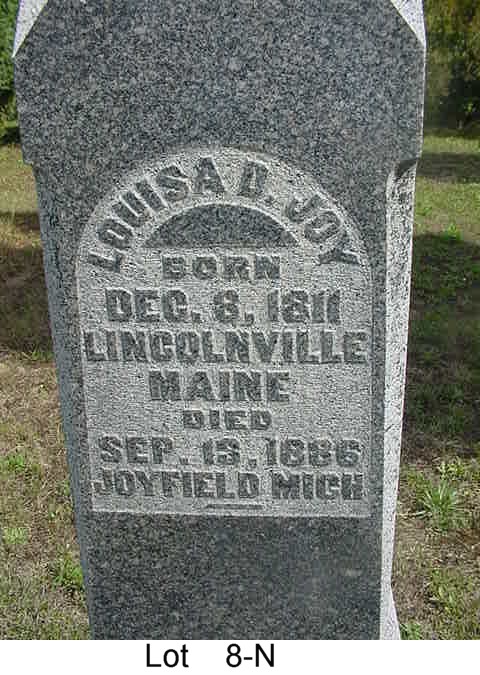 LOUISA D. JOY
BORN
DEC. 8, 1811
LINCOLNVILLE
MAINE
DIED
SEP. 13, 1886
JOYFIELD MICH
Lot 8-N